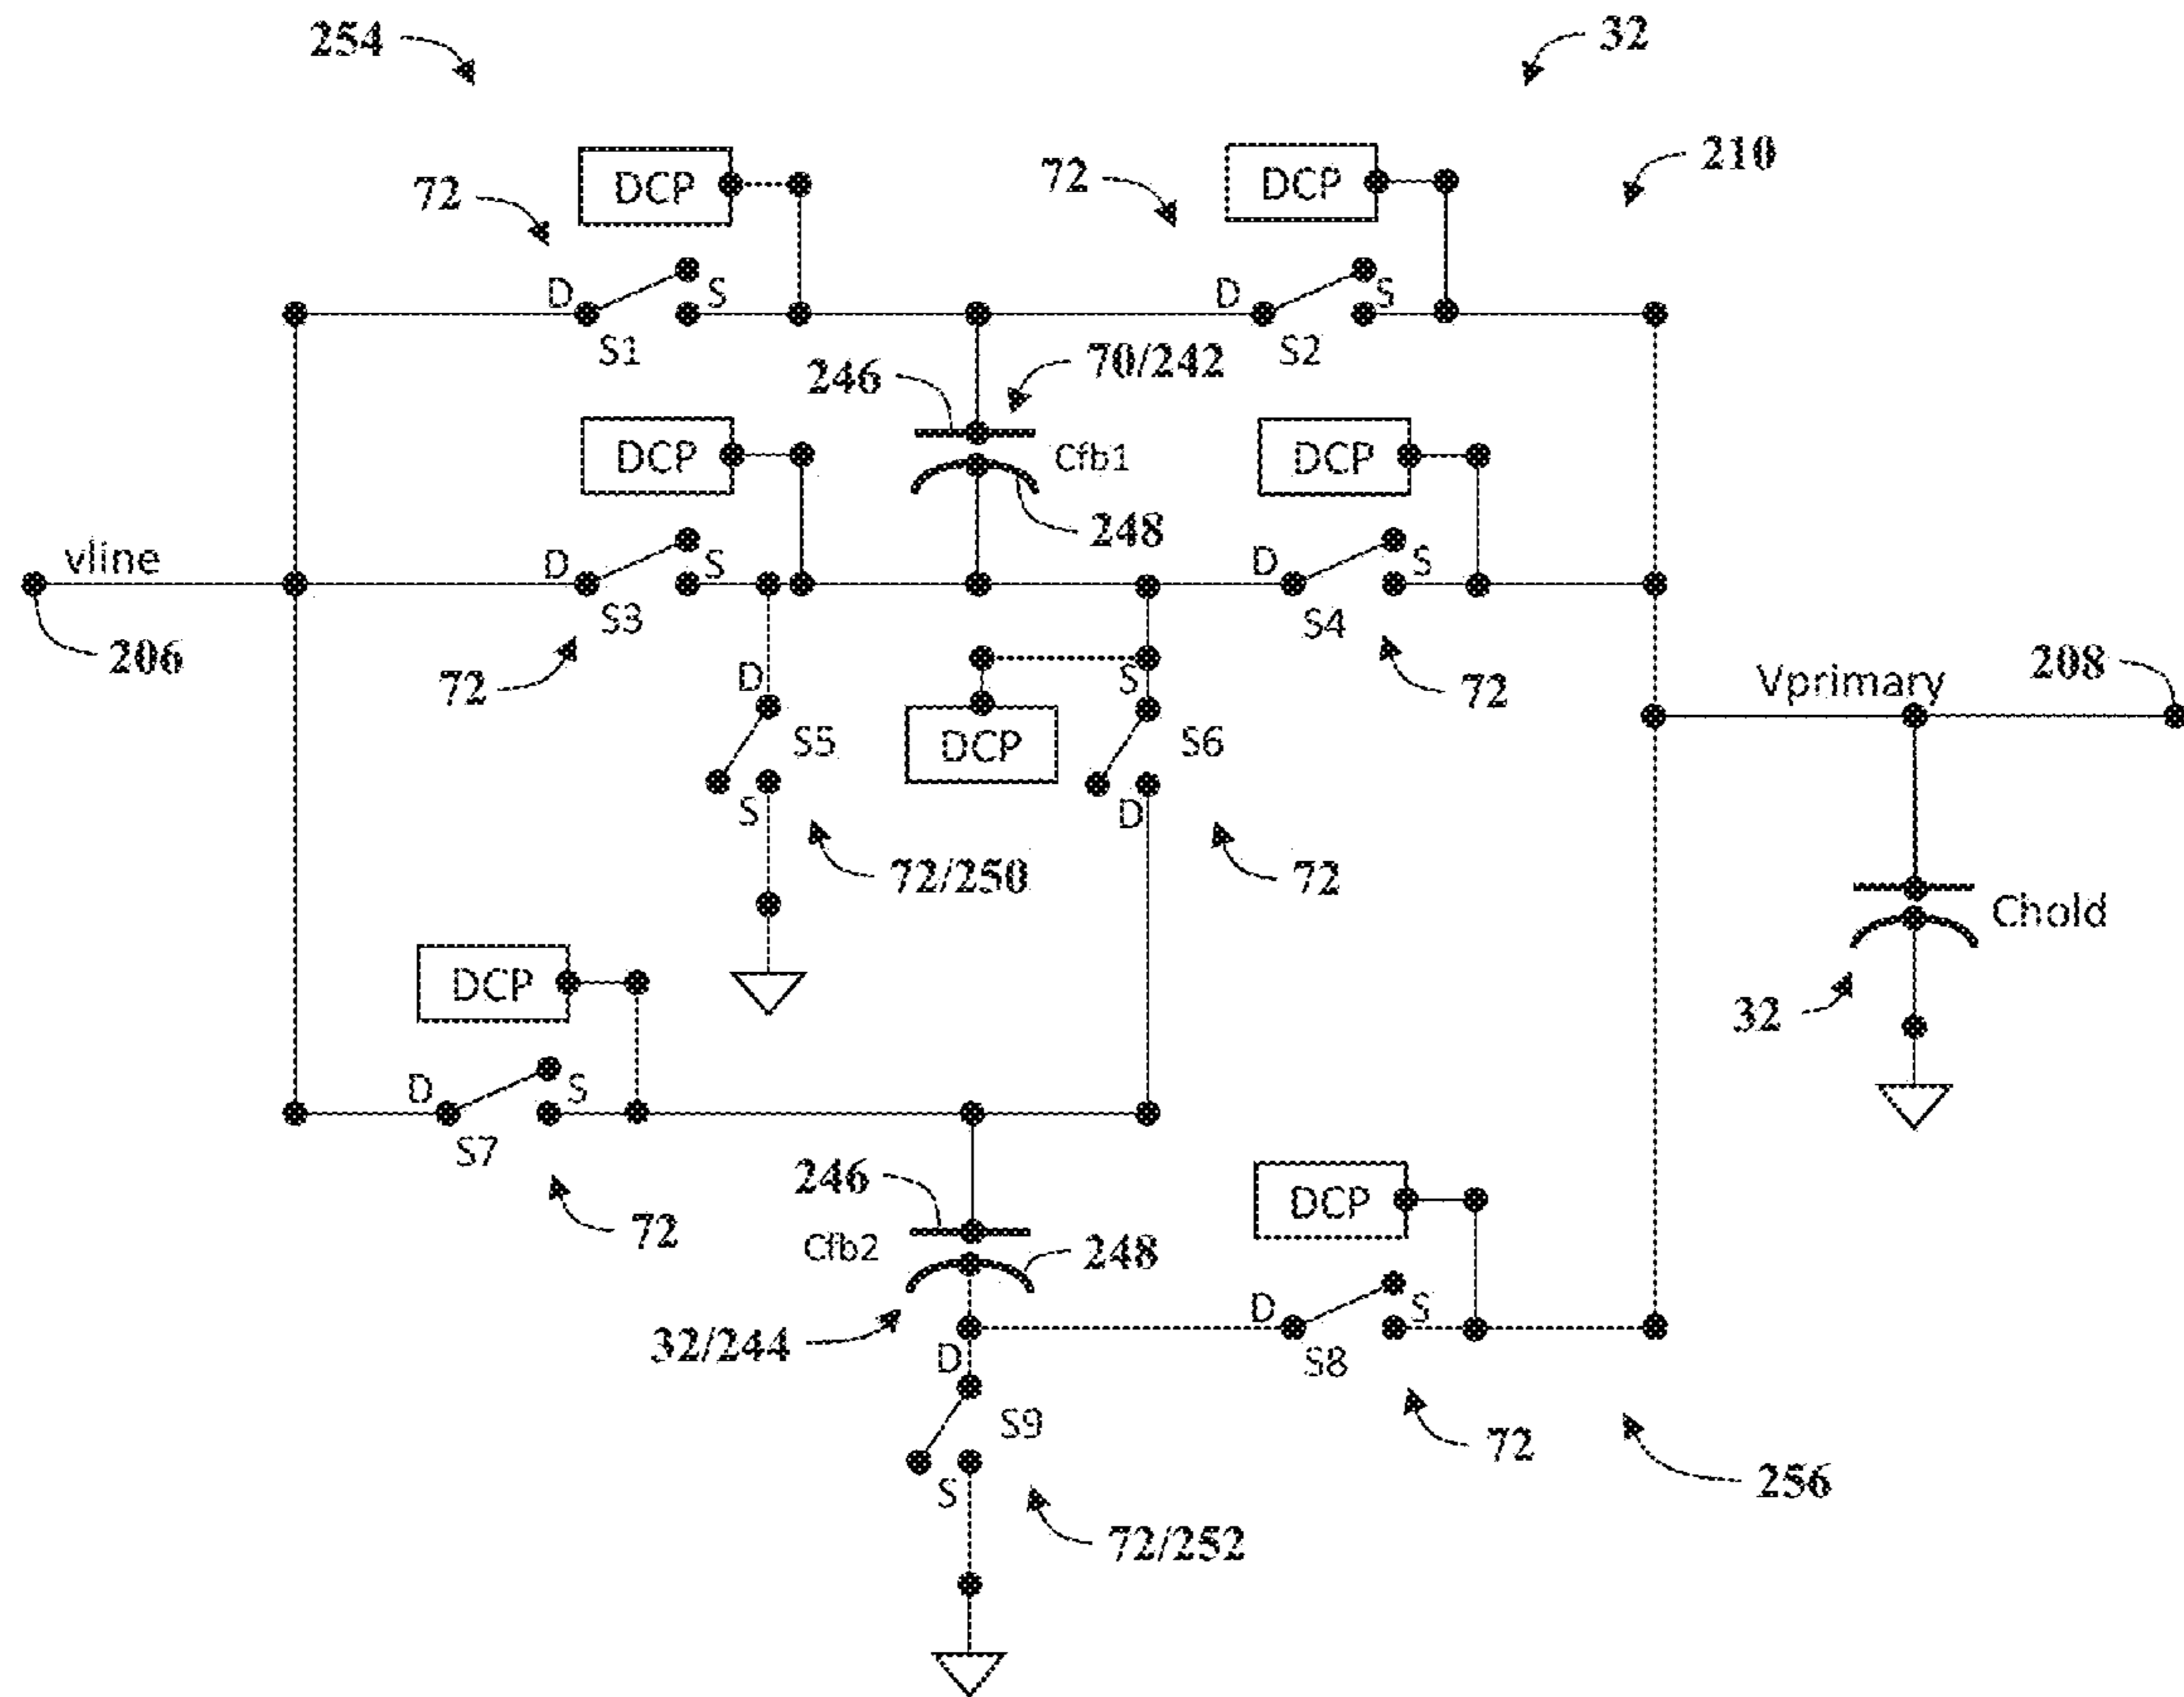 254
32
DCP
DCP
210
72
72
D
S
S1
D
S
S2
246
70/242
DCP
Cfb1
DCP
248
vline
D
S
S3
D
S
S4
206
72
D
S
72
208
Vprimary
S5
DCP
S6
S
D
72/250
72
Chold
DCP
32
D
S
S7
246
DCP
72
Cfb2
248
32/244
D
D
S
S8
S9
72
256
S
72/252